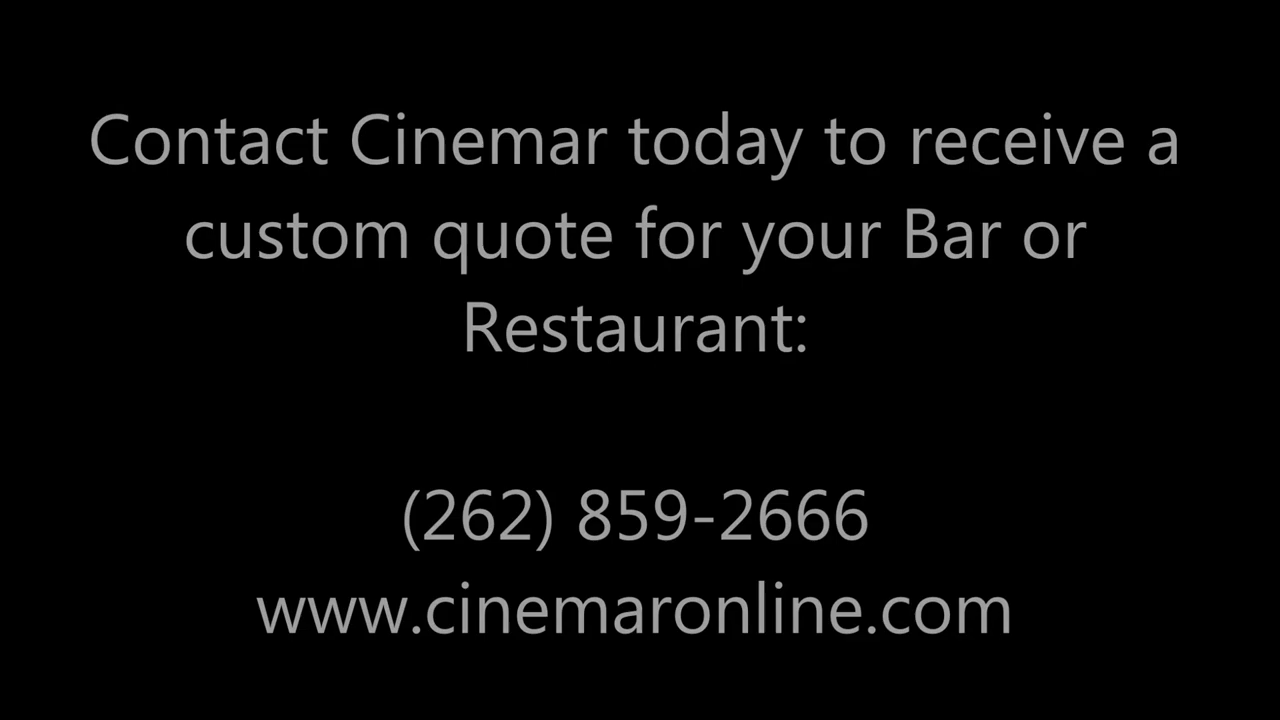 Contact Cinemar today to receive a
custom quote for your Bar or
Restaurant:
(262) 859-2666
www.cinemaronline.com